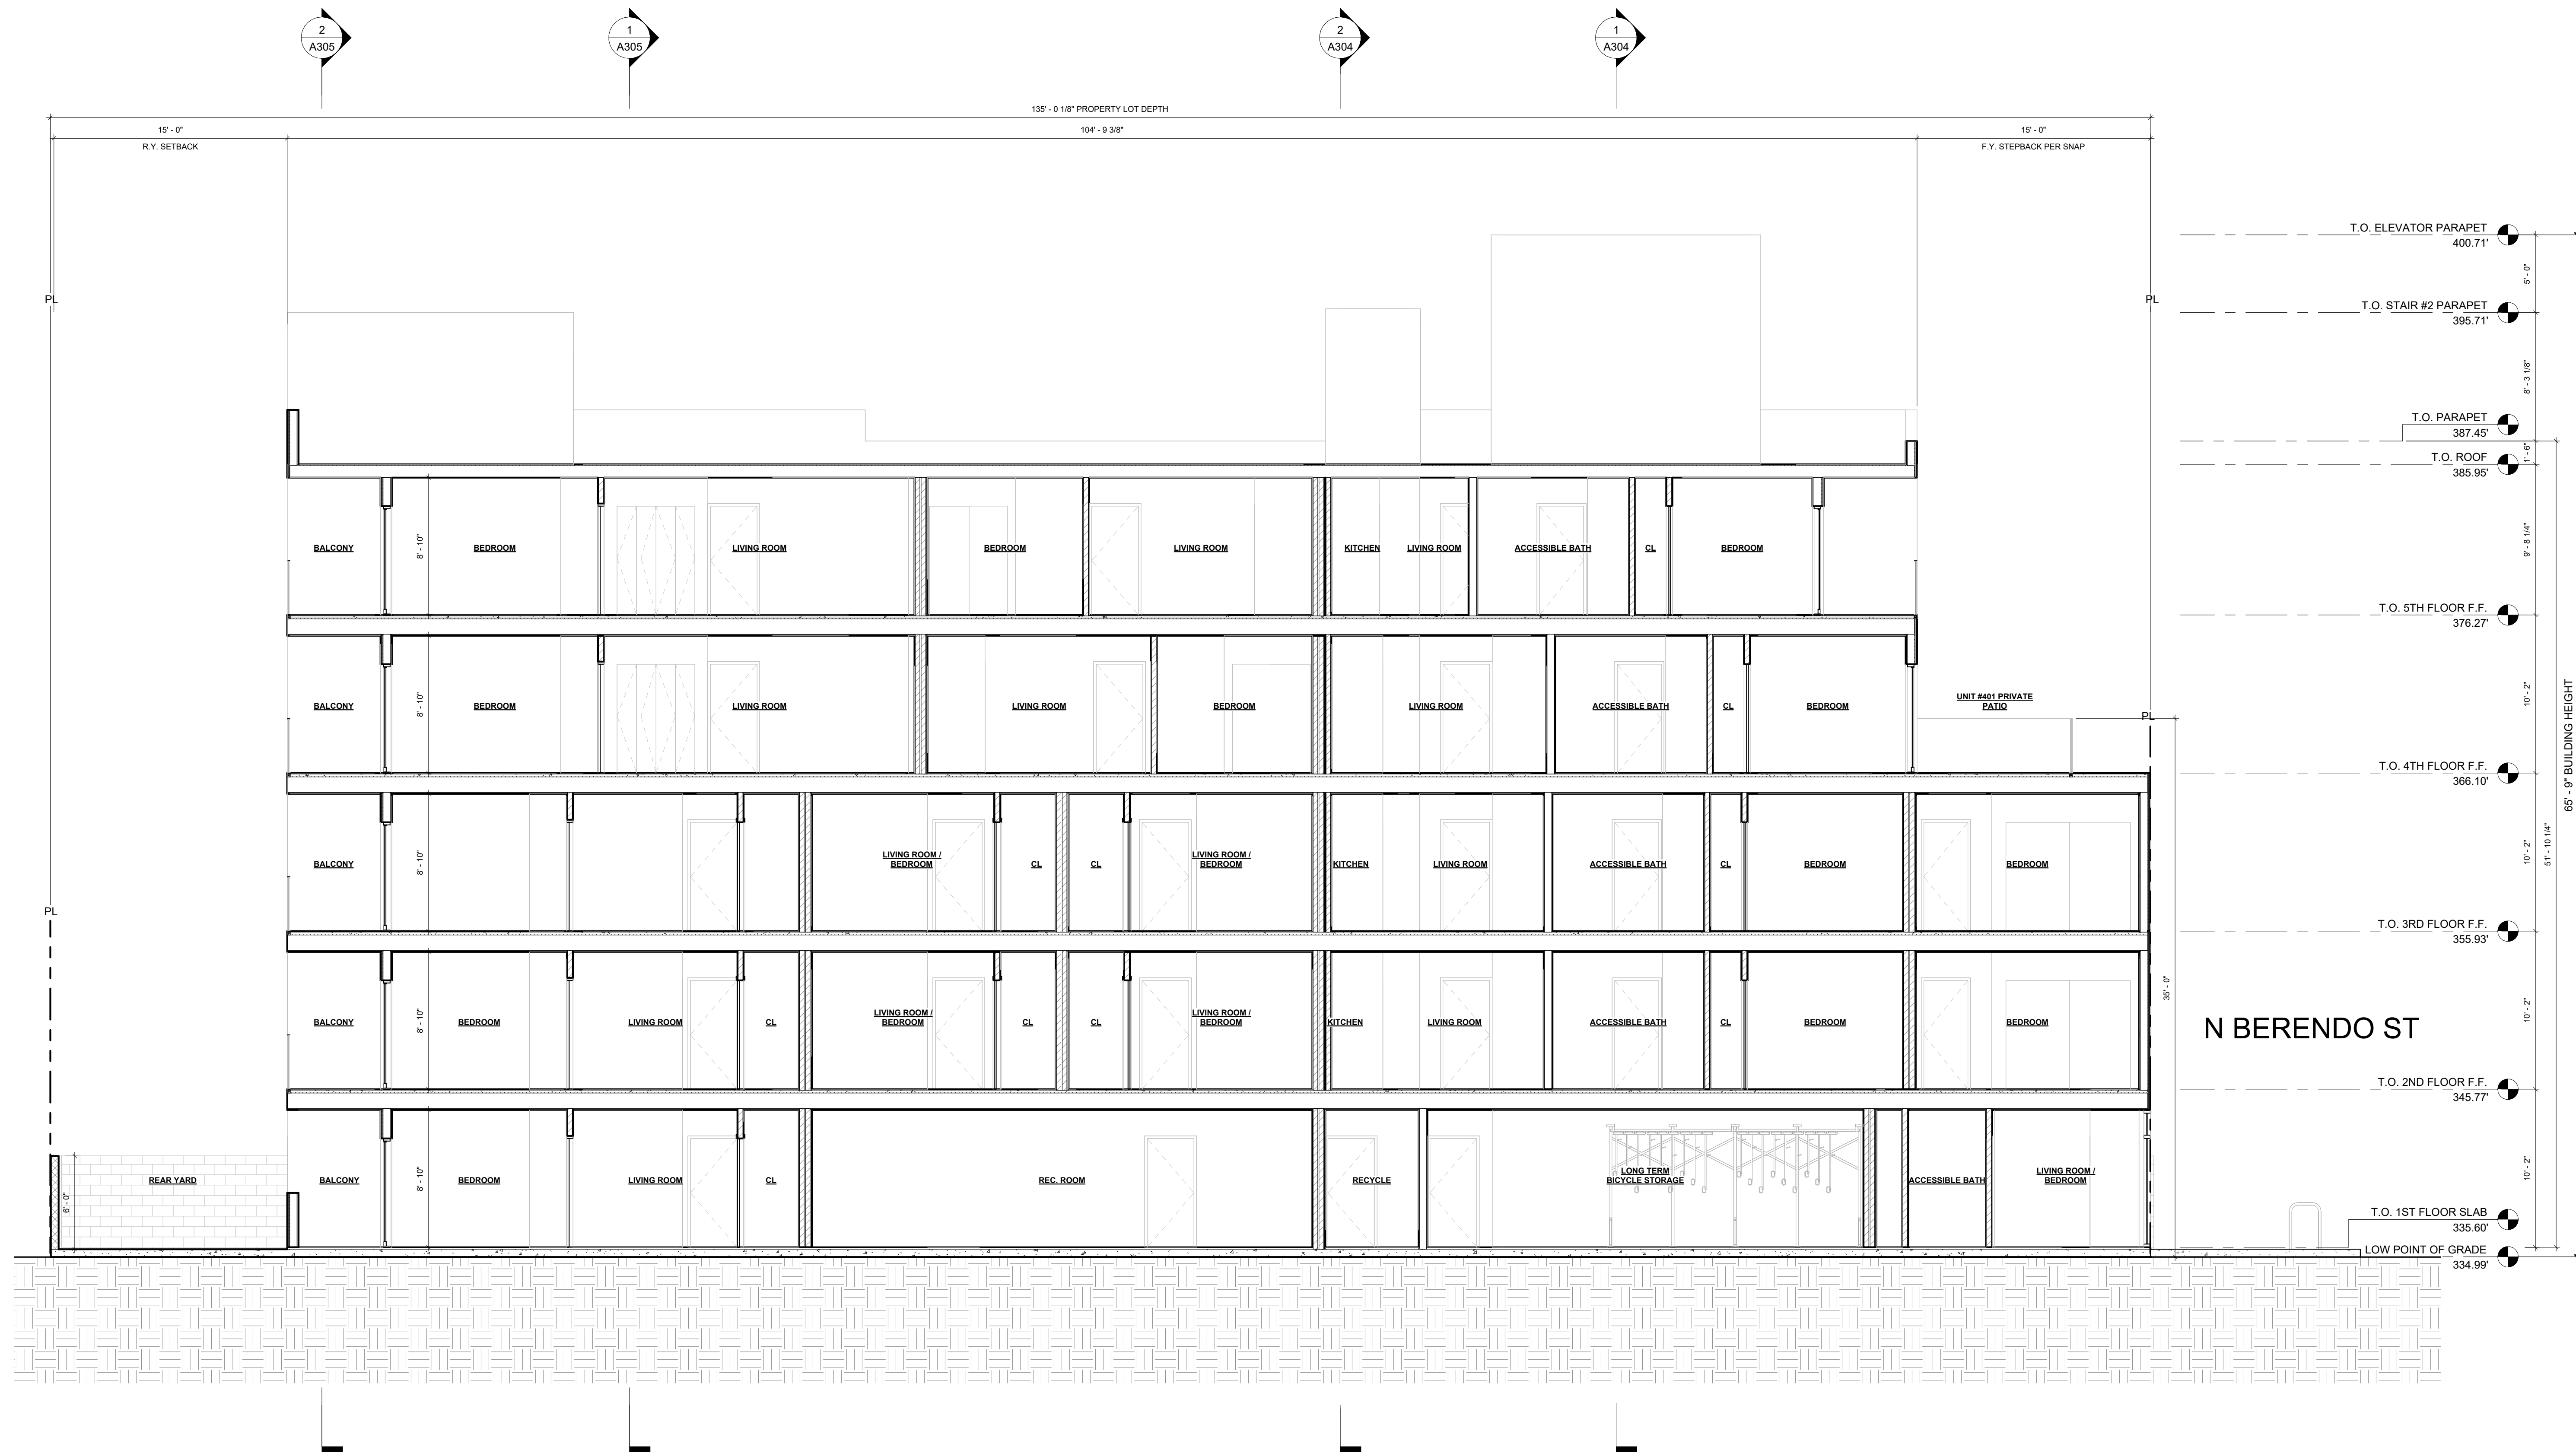 2
A305
1
A305
2
A304
1
A304
135' - 0 1/8" PROPERTY LOT DEPTH
15' - 0"
104' - 9 3/8"
15' - 0"
R.Y. SETBACK
F.Y. STEPBACK PER SNAP
T.O. ELEVATOR PARAPET
400.71'
5' - 0"
PL
PL
T.O. STAIR #2 PARAPET
395.71'
8' - 3 1/8"
T.O. PARAPET
387.45'
1' - 6"
T.O. ROOF
385.95'
BALCONY
8' - 10"
BEDROOM
LIVING ROOM
BEDROOM
LIVING ROOM
KITCHEN
LIVING ROOM
ACCESSIBLE BATH
CL
BEDROOM
9' - 8 1/4"
T.O. 5TH FLOOR F.F.
376.27'
BALCONY
8' - 10"
BEDROOM
LIVING ROOM
LIVING ROOM
BEDROOM
LIVING ROOM
ACCESSIBLE BATH
CL
BEDROOM
UNIT #401 PRIVATE
PATIO
PL
10' - 2"
65' - 9" BUILDING HEIGHT
T.O. 4TH FLOOR F.F.
366.10'
BALCONY
8' - 10"
LIVING ROOM /
BEDROOM
CL
CL
LIVING ROOM /
BEDROOM
KITCHEN
LIVING ROOM
ACCESSIBLE BATH
CL
BEDROOM
BEDROOM
10' - 2"
51' - 10 1/4"
PL
T.O. 3RD FLOOR F.F.
355.93'
BALCONY
8' - 10"
BEDROOM
LIVING ROOM
CL
LIVING ROOM /
BEDROOM
CL
CL
LIVING ROOM /
BEDROOM
KITCHEN
LIVING ROOM
ACCESSIBLE BATH
CL
BEDROOM
BEDROOM
35' - 0"
N BERENDO ST
10' - 2"
T.O. 2ND FLOOR F.F.
345.77'
6' - 0"
REAR YARD
BALCONY
8' - 10"
BEDROOM
LIVING ROOM
CL
REC. ROOM
RECYCLE
LONG TERM
BICYCLE STORAGE
ACCESSIBLE BATH
LIVING ROOM /
BEDROOM
10' - 2"
T.O. 1ST FLOOR SLAB
335.60'
LOW POINT OF GRADE
334.99'